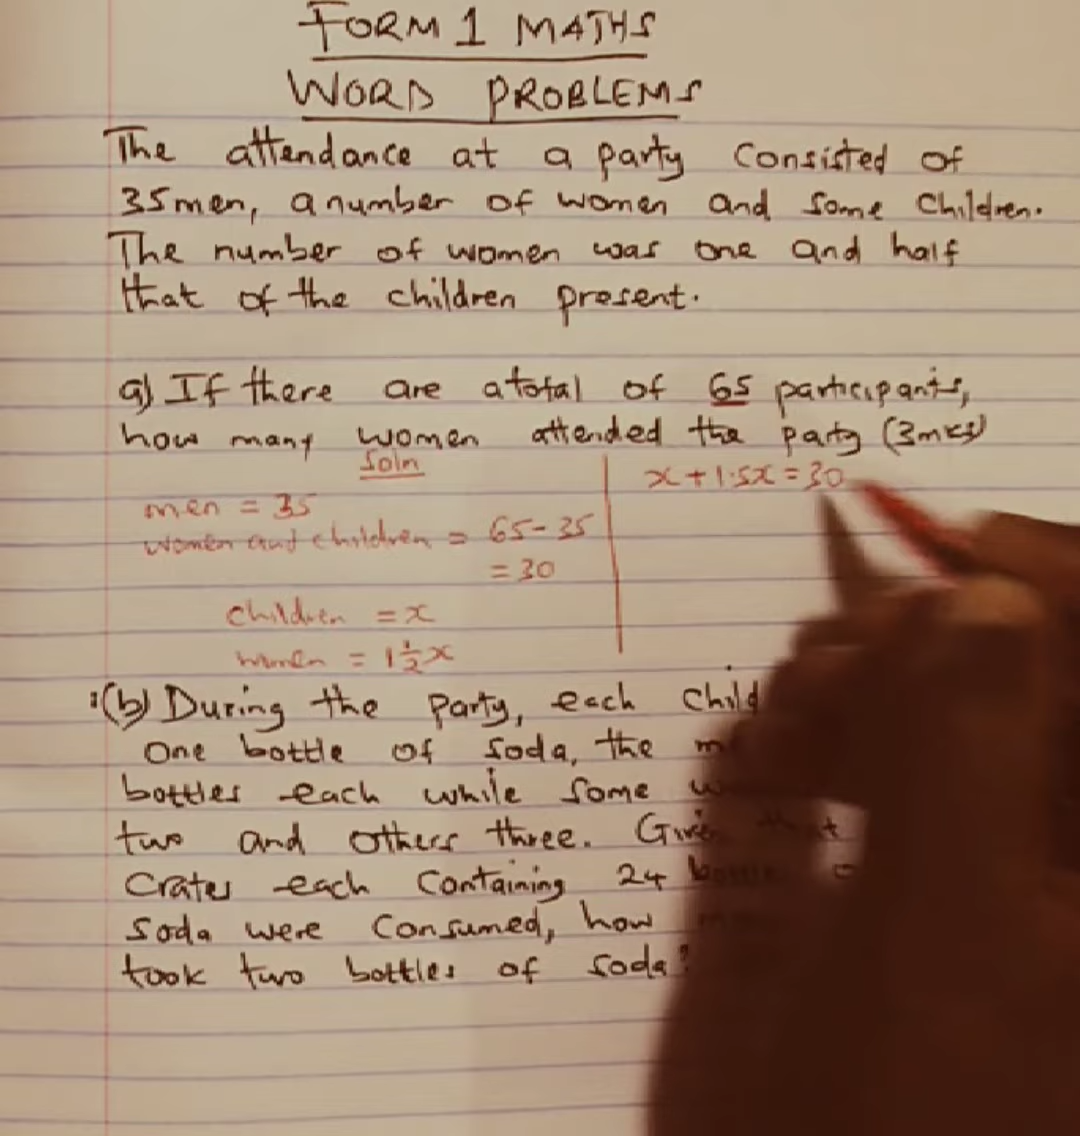 FORM 1 MATHS
WORD PROBLEMS
The attendance at a party consisted of
35men, a number of women and some children.
The number of women was one and half
that of the children present.
a) If there are a total of 65 participants,
how many women attended the party (3mks)
Soln
men = 35
women and children = 65-35
= 30
children = x
women = 1½x
x + 1.5x = 30
(b) During the party, each child
one bottle of soda, the
bottles each while some
two and others three. Given that
crates each containing 24
soda were consumed, how
took two bottles of soda?